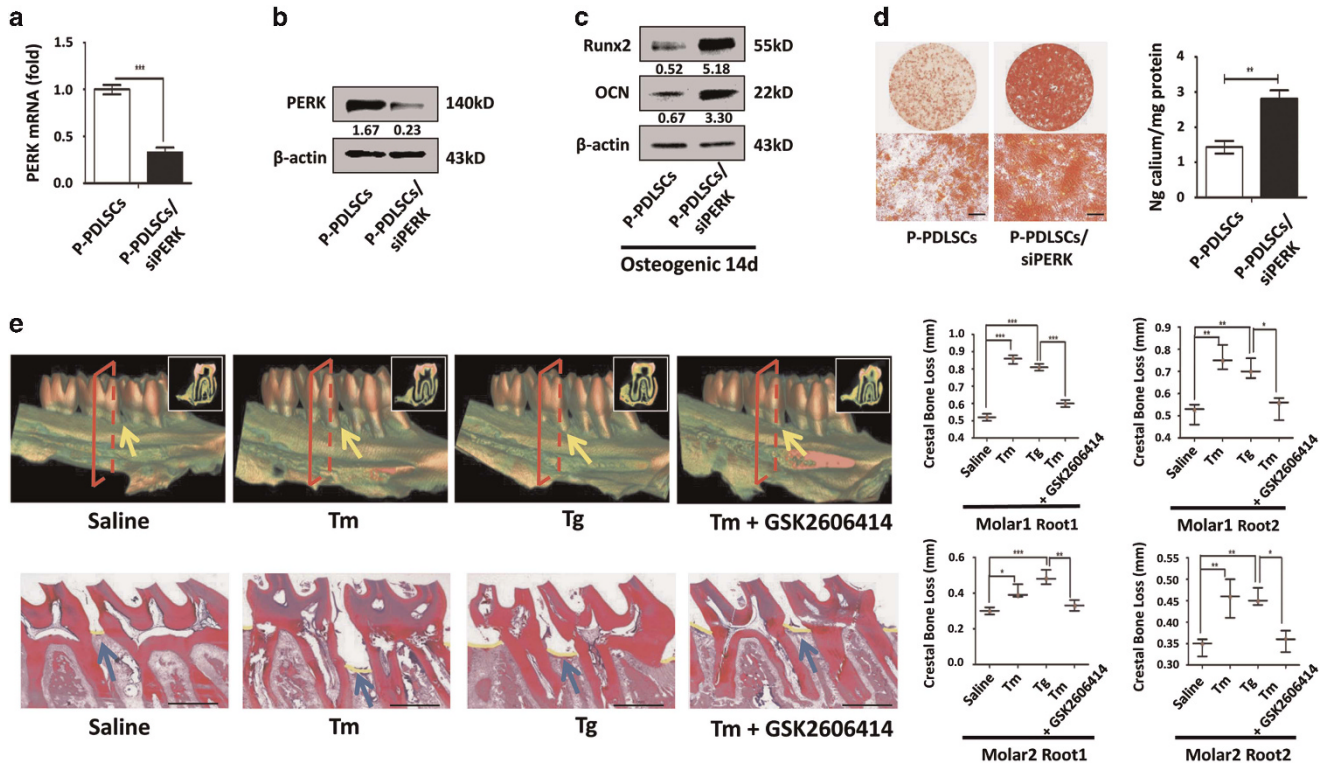 a
PERK mRNA (fold)
1.5
1.0
0.5
0.0
***
P-PDLSCs
P-PDLSCs/
siPERK
b
PERK
140kD
1.67 0.23
β-actin
43kD
P-PDLSCs
P-PDLSCs/
siPERK
c
Runx2
55kD
0.52 5.18
OCN
22kD
0.67 3.30
β-actin
43kD
P-PDLSCs
P-PDLSCs/
siPERK
Osteogenic 14d
d
P-PDLSCs
P-PDLSCs/
siPERK
Ng calium/mg protein
4
3
2
1
0
**
P-PDLSCs
P-PDLSCs/
siPERK
e
Saline
Tm
Tg
Tm + GSK2606414
Saline
Tm
Tg
Tm + GSK2606414
Crestal Bone Loss (mm)
1.0
0.9
0.8
0.7
0.6
0.5
0.4
***
***
***
Saline
Tm
Tg
Tm
+ GSK2606414
Molar1 Root1
Crestal Bone Loss (mm)
0.9
0.8
0.7
0.6
0.5
0.4
**
**
*
Saline
Tm
Tg
Tm
+ GSK2606414
Molar1 Root2
Crestal Bone Loss (mm)
0.6
0.4
0.2
0.0
***
*
**
Saline
Tm
Tg
Tm
+ GSK2606414
Molar2 Root1
Crestal Bone Loss (mm)
0.55
0.50
0.45
0.40
0.35
0.30
**
**
*
Saline
Tm
Tg
Tm
+ GSK2606414
Molar2 Root2